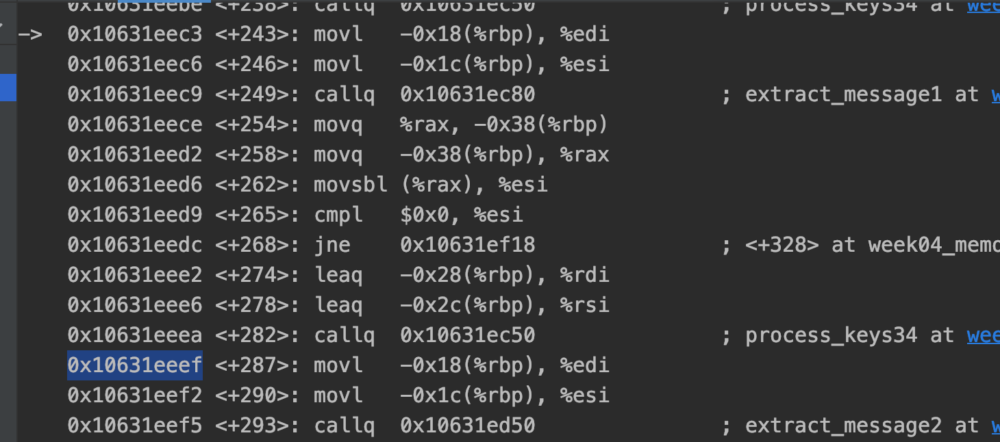 0x10631eebe <+238>: callq 0x10631ec50 ; process_keys34 at wee
-> 0x10631eec3 <+243>: movl -0x18(%rbp), %edi
0x10631eec6 <+246>: movl -0x1c(%rbp), %esi
0x10631eec9 <+249>: callq 0x10631ec80 ; extract_message1 at w
0x10631eece <+254>: movq %rax, -0x38(%rbp)
0x10631eed2 <+258>: movq -0x38(%rbp), %rax
0x10631eed6 <+262>: movsbl (%rax), %esi
0x10631eed9 <+265>: cmpl $0x0, %esi
0x10631eedc <+268>: jne 0x10631ef18 ; <+328> at week04_memo
0x10631eee2 <+274>: leaq -0x28(%rbp), %rdi
0x10631eee6 <+278>: leaq -0x2c(%rbp), %rsi
0x10631eeea <+282>: callq 0x10631ec50 ; process_keys34 at wee
0x10631eeef <+287>: movl -0x18(%rbp), %edi
0x10631eef2 <+290>: movl -0x1c(%rbp), %esi
0x10631eef5 <+293>: callq 0x10631ed50 ; extract_message2 at w